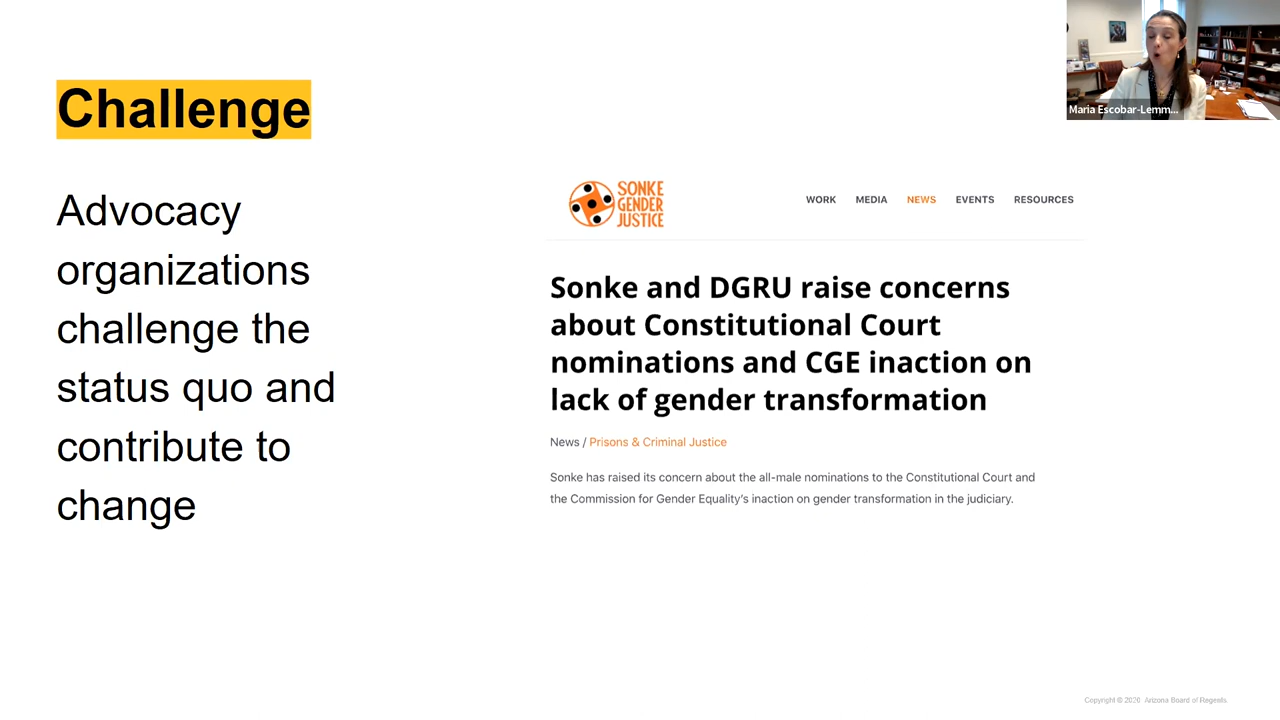 Challenge
Advocacy
organizations
challenge the
status quo and
contribute to
change
Maria Escobar-Lemm...
SONKE
GENDER
JUSTICE
WORK MEDIA NEWS EVENTS RESOURCES
Sonke and DGRU raise concerns
about Constitutional Court
nominations and CGE inaction on
lack of gender transformation
News / Prisons & Criminal Justice
Sonke has raised its concern about the all-male nominations to the Constitutional Court and
the Commission for Gender Equality's inaction on gender transformation in the judiciary.
Copyright © 2020 Arizona Board of Regents